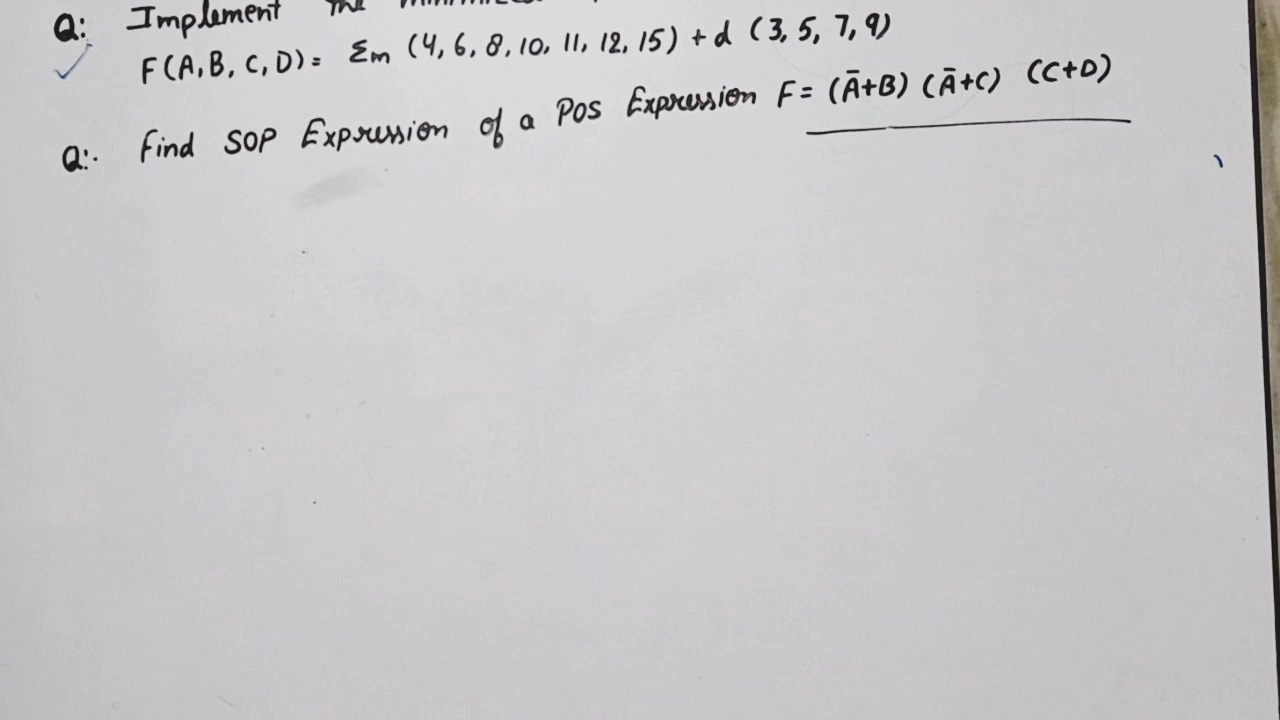 Q: Implement the
F(A,B,C,D)= Σm (4,6,8,10,11,12,15) + d (3,5,7,9)
Q:. Find SOP Expression of a POS Expression F= (Ā+B) (Ā+C) (C+D)